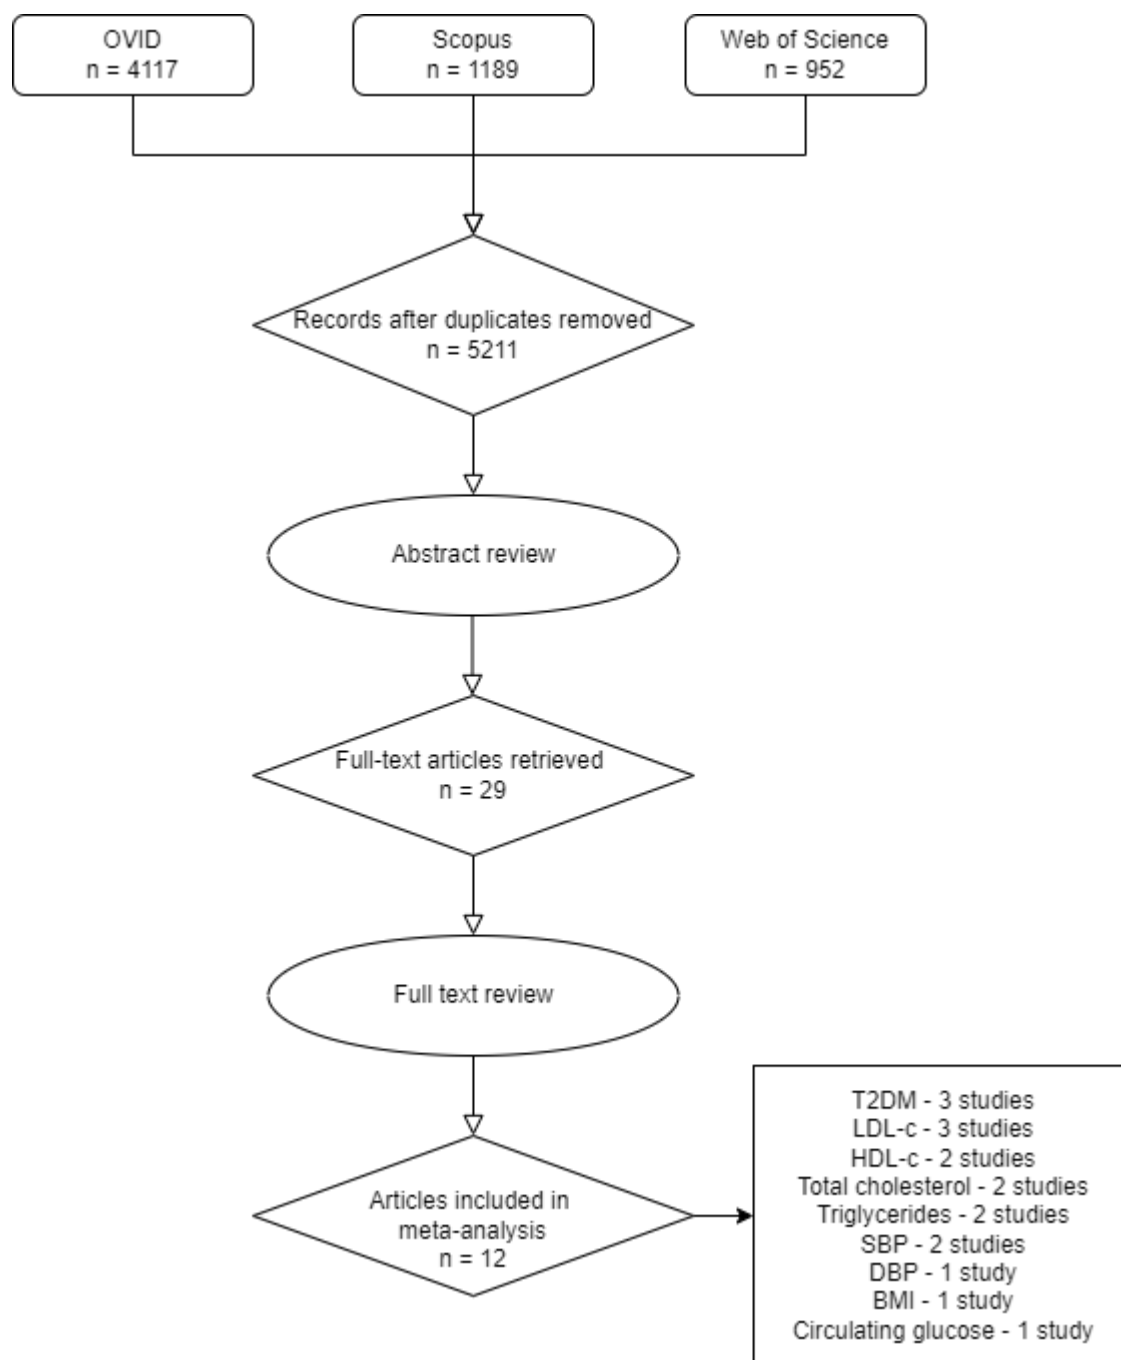 OVID
n = 4117
Scopus
n = 1189
Web of Science
n = 952
Records after duplicates removed
n = 5211
Abstract review
Full-text articles retrieved
n = 29
Full text review
Articles included in
meta-analysis
n = 12
T2DM - 3 studies
LDL-c - 3 studies
HDL-c - 2 studies
Total cholesterol - 2 studies
Triglycerides - 2 studies
SBP - 2 studies
DBP - 1 study
BMI - 1 study
Circulating glucose - 1 study